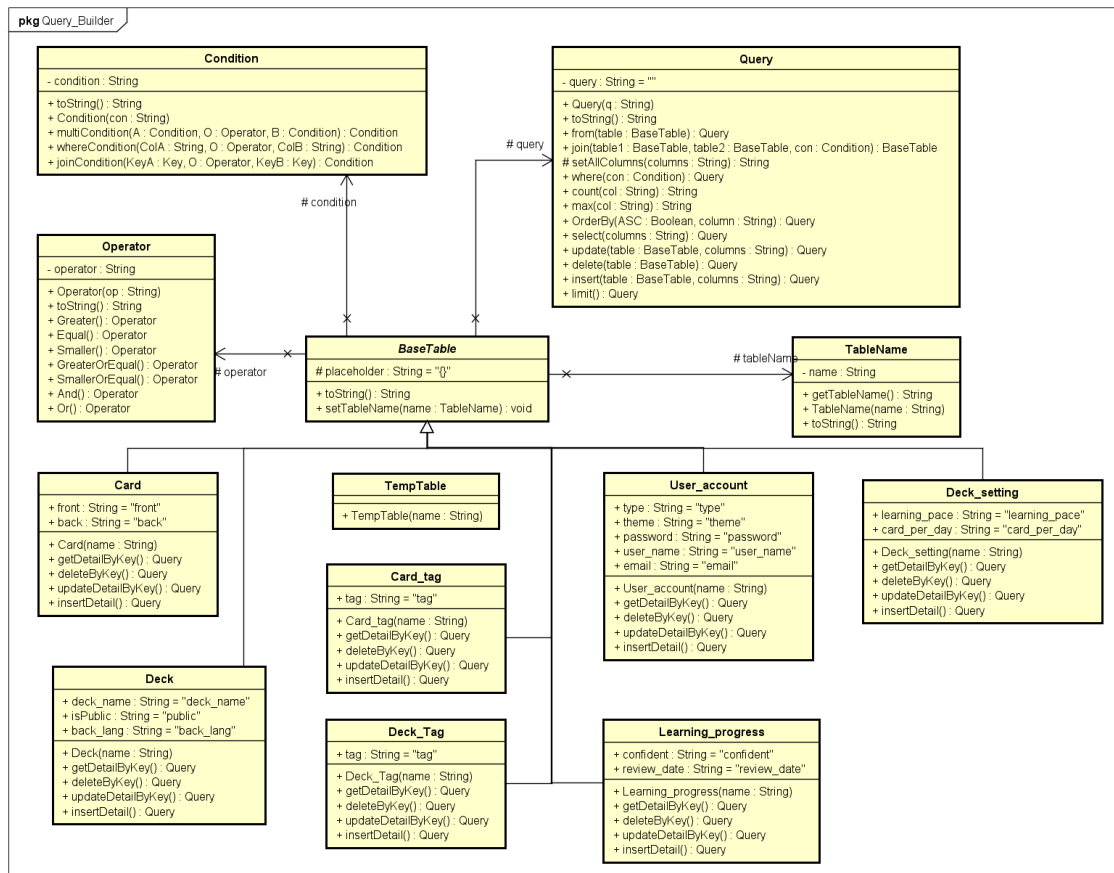 pkg Query_Builder
Condition
- condition : String
+ toString() : String
+ Condition(con : String)
+ multiCondition(A : Condition, O : Operator, B : Condition) : Condition
+ whereCondition(ColA : String, O : Operator, ColB : String) : Condition
+ joinCondition(KeyA : Key, O : Operator, KeyB : Key) : Condition
Query
- query : String = ""
+ Query(q : String)
+ toString() : String
+ from(table : BaseTable) : Query
+ join(table1 : BaseTable, table2 : BaseTable, con : Condition) : BaseTable
# setAllColumns(columns : String) : String
+ where(con : Condition) : Query
+ count(col : String) : String
+ max(col : String) : String
+ OrderBy(ASC : Boolean, column : String) : Query
+ select(columns : String) : Query
+ update(table : BaseTable, columns : String) : Query
+ delete(table : BaseTable) : Query
+ insert(table : BaseTable, columns : String) : Query
+ limit() : Query
# query
# condition
Operator
- operator : String
+ Operator(op : String)
+ toString() : String
+ Greater() : Operator
+ Equal() : Operator
+ Smaller() : Operator
+ GreaterOrEqual() : Operator
+ SmallerOrEqual() : Operator
+ And() : Operator
+ Or() : Operator
# operator
BaseTable
# placeholder : String = "{}"
+ toString() : String
+ setTableName(name : TableName) : void
# tableName
TableName
- name : String
+ getTableName() : String
+ TableName(name : String)
+ toString() : String
Card
+ front : String = "front"
+ back : String = "back"
+ Card(name : String)
+ getDetailByKey() : Query
+ deleteByKey() : Query
+ updateDetailByKey() : Query
+ insertDetail() : Query
TempTable
+ TempTable(name : String)
User_account
+ type : String = "type"
+ theme : String = "theme"
+ password : String = "password"
+ user_name : String = "user_name"
+ email : String = "email"
+ User_account(name : String)
+ getDetailByKey() : Query
+ deleteByKey() : Query
+ updateDetailByKey() : Query
+ insertDetail() : Query
Deck_setting
+ learning_pace : String = "learning_pace"
+ card_per_day : String = "card_per_day"
+ Deck_setting(name : String)
+ getDetailByKey() : Query
+ deleteByKey() : Query
+ updateDetailByKey() : Query
+ insertDetail() : Query
Card_tag
+ tag : String = "tag"
+ Card_tag(name : String)
+ getDetailByKey() : Query
+ deleteByKey() : Query
+ updateDetailByKey() : Query
+ insertDetail() : Query
Deck
+ deck_name : String = "deck_name"
+ isPublic : String = "public"
+ back_lang : String = "back_lang"
+ Deck(name : String)
+ getDetailByKey() : Query
+ deleteByKey() : Query
+ updateDetailByKey() : Query
+ insertDetail() : Query
Deck_Tag
+ tag : String = "tag"
+ Deck_Tag(name : String)
+ getDetailByKey() : Query
+ deleteByKey() : Query
+ updateDetailByKey() : Query
+ insertDetail() : Query
Learning_progress
+ confident : String = "confident"
+ review_date : String = "review_date"
+ Learning_progress(name : String)
+ getDetailByKey() : Query
+ deleteByKey() : Query
+ updateDetailByKey() : Query
+ insertDetail() : Query